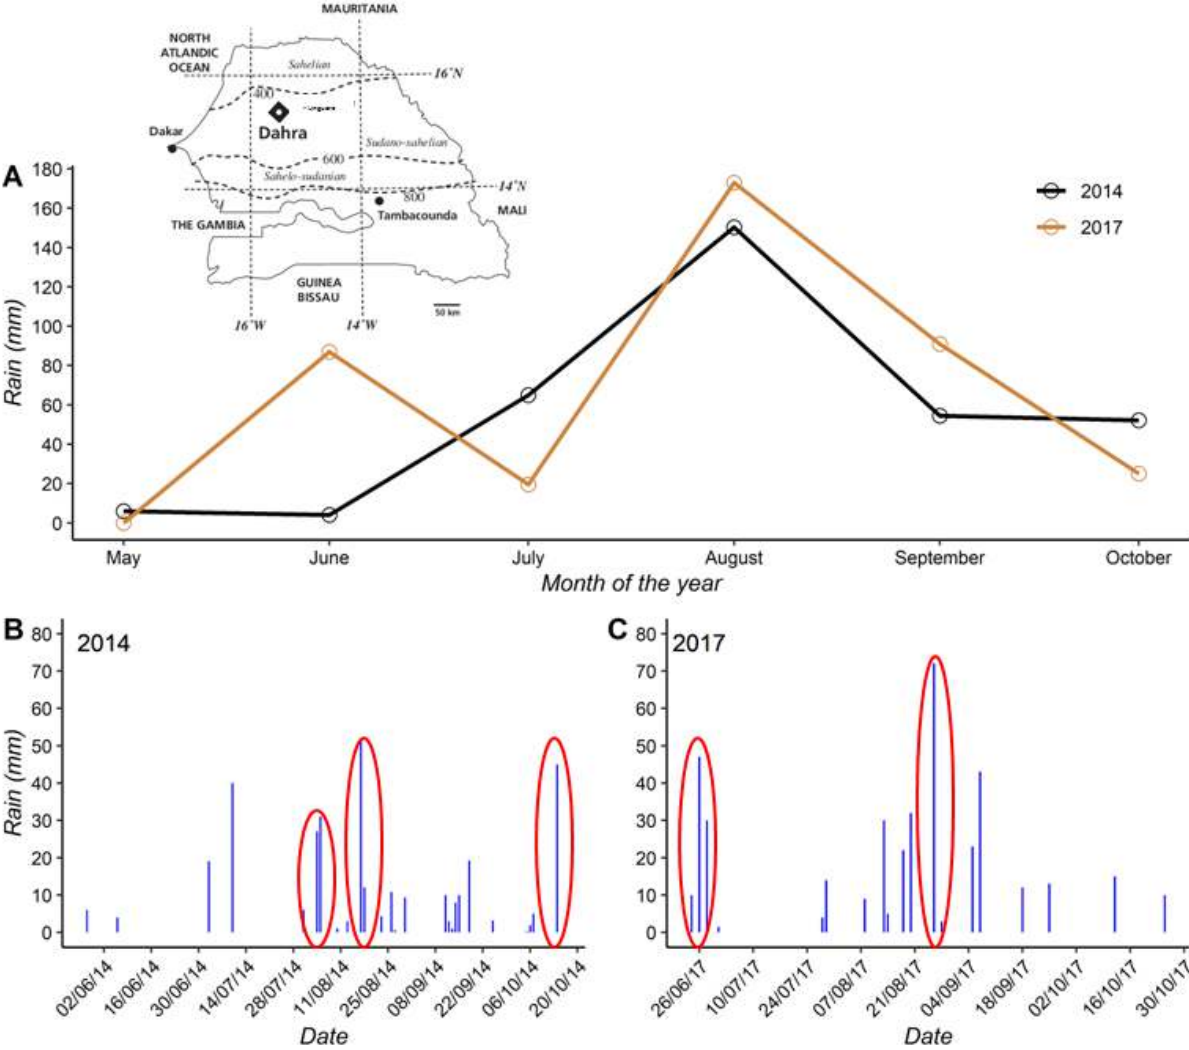 MAURITANIA
NORTH
ATLANTIC
OCEAN
Sahelian
16°N
400
Dakar
Dahra
Sudano-sahelian
600
Sahelo-sudanian
14°N
800
Tambacounda
MALI
THE GAMBIA
GUINEA
BISSAU
50 km
16°W
14°W
A
180
160
140
120
100
80
60
40
20
0
Rain (mm)
2014
2017
May
June
July
August
September
October
Month of the year
B
2014
80
70
60
50
40
30
20
10
0
Rain (mm)
02/06/14
16/06/14
30/06/14
14/07/14
28/07/14
11/08/14
25/08/14
08/09/14
22/09/14
06/10/14
20/10/14
Date
C
2017
80
70
60
50
40
30
20
10
0
26/06/17
10/07/17
24/07/17
07/08/17
21/08/17
04/09/17
18/09/17
02/10/17
16/10/17
30/10/17
Date